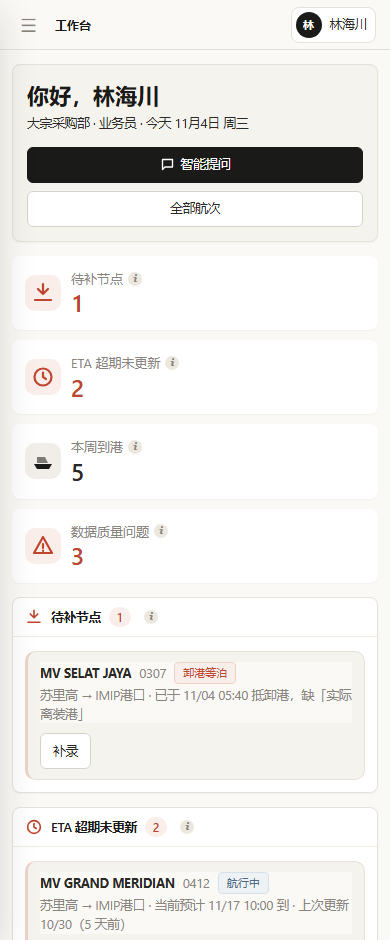 工作台
林 林海川
你好，林海川
大宗采购部 · 业务员 · 今天 11月4日 周三
智能提问
全部航次
待补节点 i
1
ETA 超期未更新 i
2
本周到港 i
5
数据质量问题 i
3
待补节点 1 i
MV SELAT JAYA 0307 卸港等泊
苏里高 → IMIP港口 · 已于 11/04 05:40 抵卸港，缺「实际
离装港」
补录
ETA 超期未更新 2 i
MV GRAND MERIDIAN 0412 航行中
苏里高 → IMIP港口 · 当前预计 11/17 10:00 到 · 上次更新
10/30（5 天前）